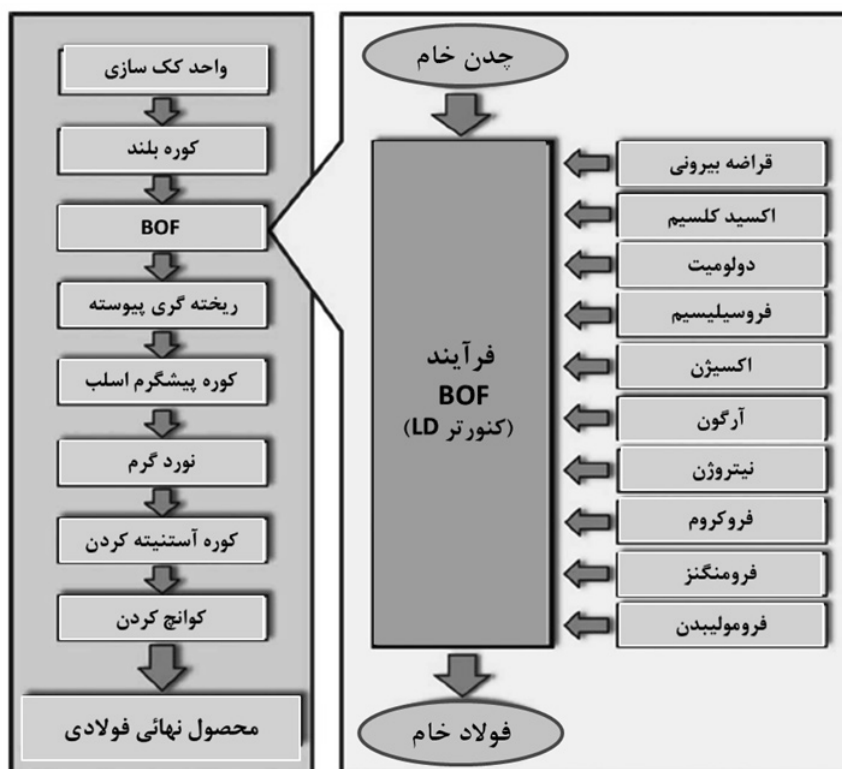 واحد کک سازی
کوره بلند
BOF
ریخته گری پیوسته
کوره پیشگرم اسلب
نورد گرم
کوره آستنیته کردن
کوانچ کردن
محصول نهائی فولادی
چدن خام
فرآیند
BOF
(کنورتر LD)
قراضه بیرونی
اکسید کلسیم
دولومیت
فروسیلیسیم
اکسیژن
آرگون
نیتروژن
فروکروم
فرومنگنز
فرومولیبدن
فولاد خام